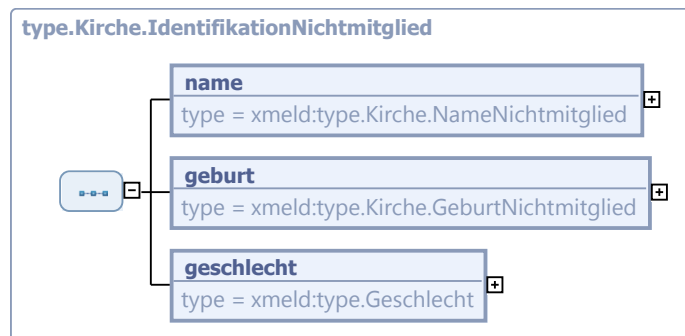 type.Kirche.IdentifikationNichtmitglied
name
type = xmeld:type.Kirche.NameNichtmitglied
geburt
type = xmeld:type.Kirche.GeburtNichtmitglied
geschlecht
type = xmeld:type.Geschlecht